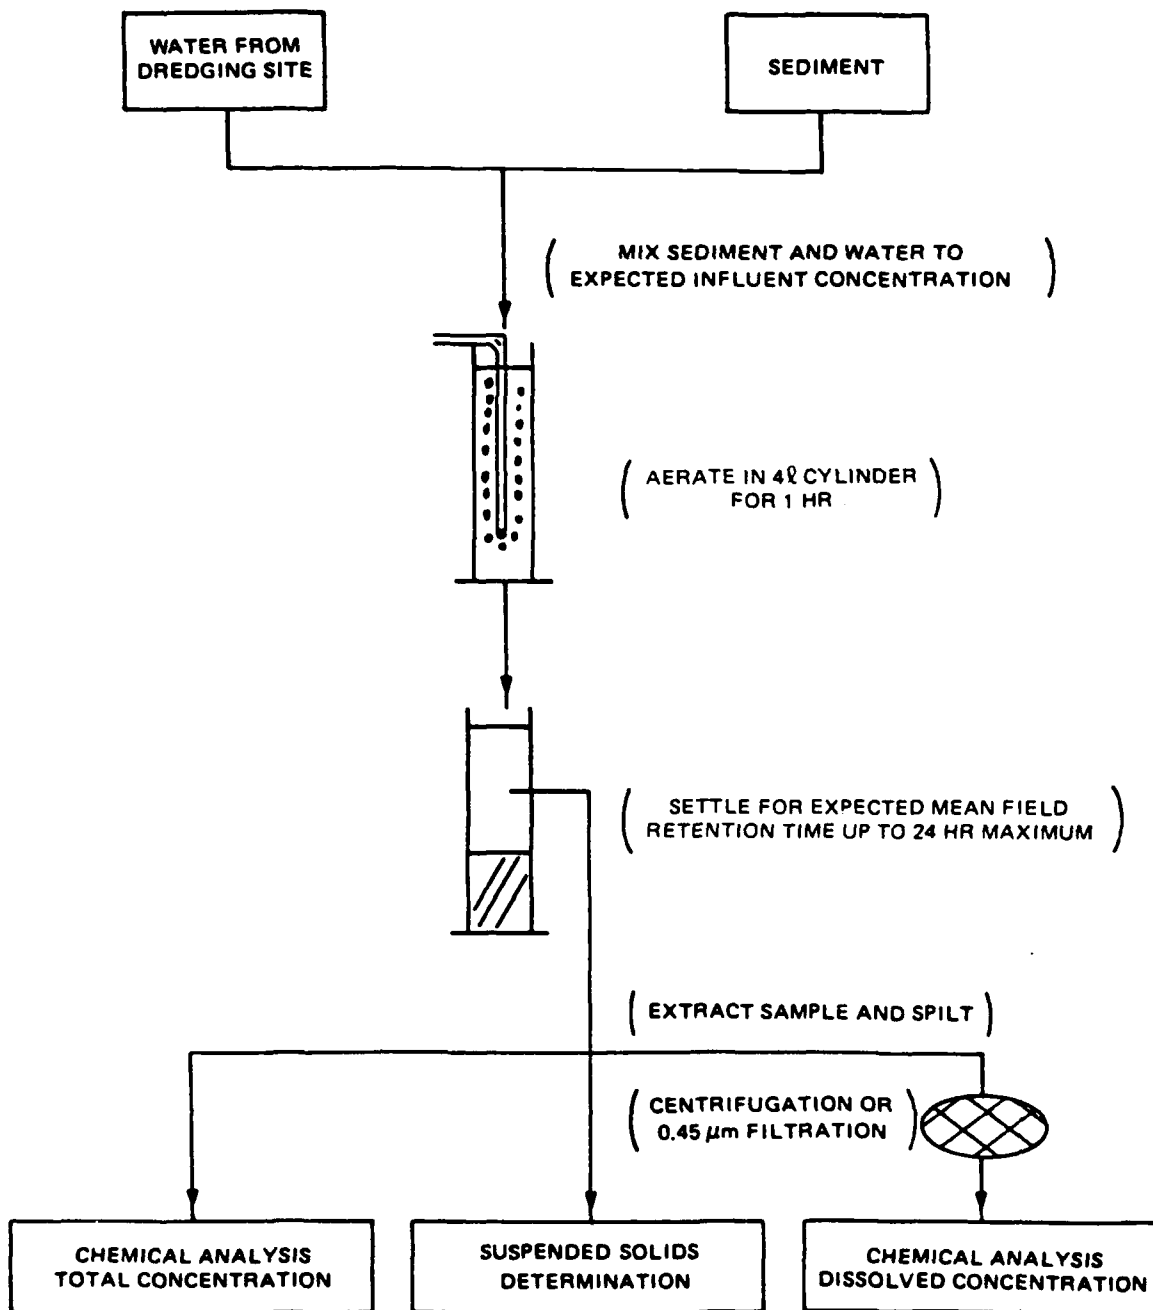 WATER FROM
DREDGING SITE
SEDIMENT
( MIX SEDIMENT AND WATER TO
EXPECTED INFLUENT CONCENTRATION )
( AERATE IN 4ℓ CYLINDER
FOR 1 HR )
( SETTLE FOR EXPECTED MEAN FIELD
RETENTION TIME UP TO 24 HR MAXIMUM )
( EXTRACT SAMPLE AND SPILT )
( CENTRIFUGATION OR
0.45 μm FILTRATION )
CHEMICAL ANALYSIS
TOTAL CONCENTRATION
SUSPENDED SOLIDS
DETERMINATION
CHEMICAL ANALYSIS
DISSOLVED CONCENTRATION